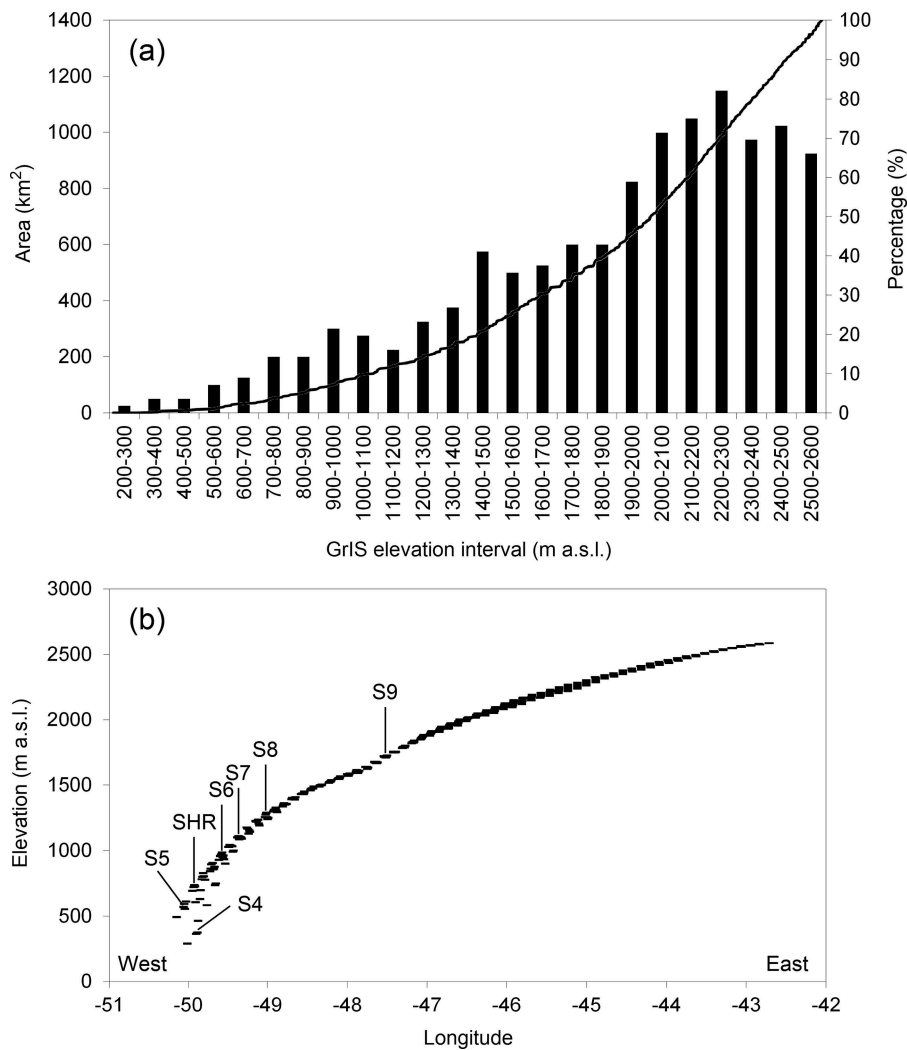 (a)
1400
1200
1000
800
600
400
200
0
Area (km²)
100
90
80
70
60
50
40
30
20
10
0
Percentage (%)
200-300
300-400
400-500
500-600
600-700
700-800
800-900
900-1000
1000-1100
1100-1200
1200-1300
1300-1400
1400-1500
1500-1600
1600-1700
1700-1800
1800-1900
1900-2000
2000-2100
2100-2200
2200-2300
2300-2400
2400-2500
2500-2600
GrIS elevation interval (m a.s.l.)
(b)
3000
2500
2000
1500
1000
500
0
Elevation (m a.s.l.)
S9
S8
S7
S6
SHR
S5
S4
West
East
-51 -50 -49 -48 -47 -46 -45 -44 -43 -42
Longitude